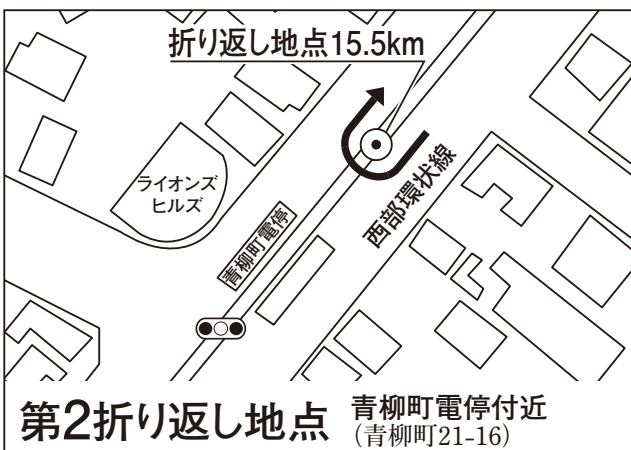 折り返し地点15.5km
ライオンズ
ヒルズ
青柳町電停
西部環状線
第2折り返し地点
青柳町電停付近
(青柳町21-16)